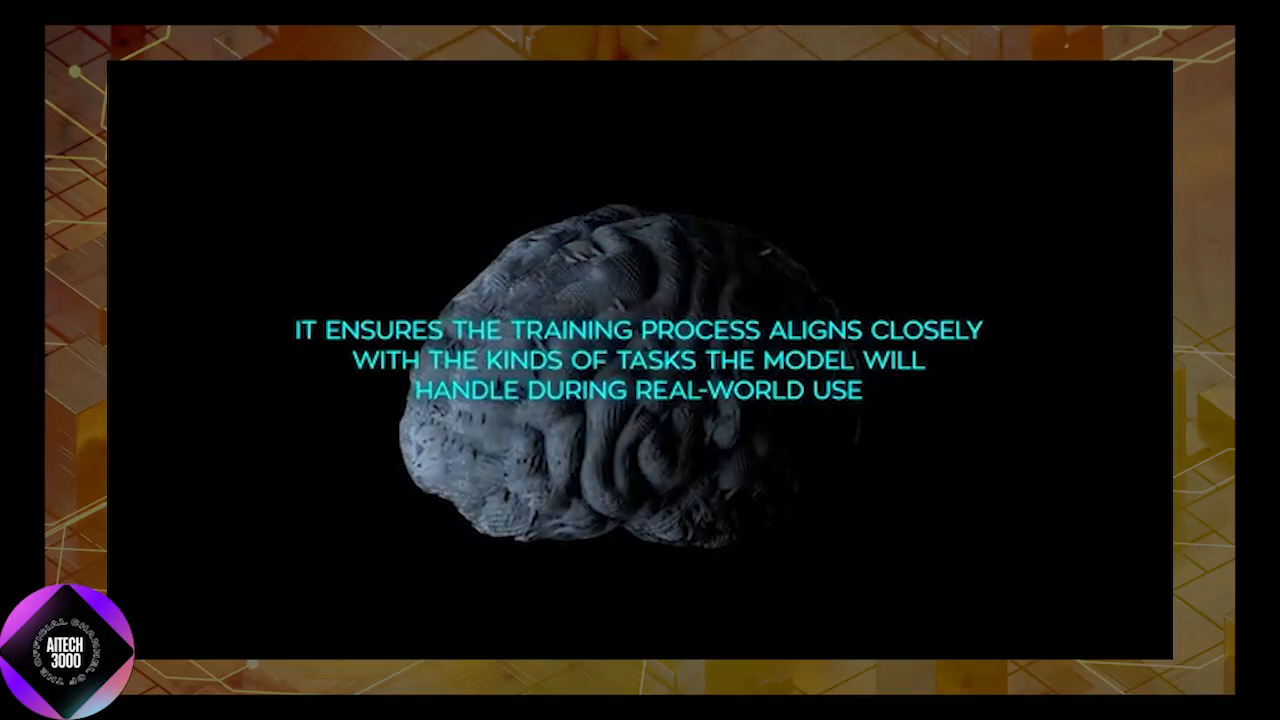 IT ENSURES THE TRAINING PROCESS ALIGNS CLOSELY
WITH THE KINDS OF TASKS THE MODEL WILL
HANDLE DURING REAL-WORLD USE
AITECH
3000
OFFICIAL CHANNEL OF THE